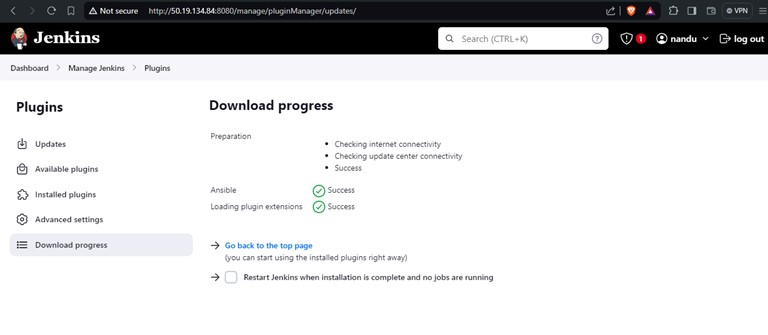 Not secure http://50.19.134.84:8080/manage/pluginManager/updates/ VPN
Jenkins Search (CTRL+K) ? 1 nandu log out
Dashboard > Manage Jenkins > Plugins
Plugins
Updates
Available plugins
Installed plugins
Advanced settings
Download progress
Download progress
Preparation
• Checking internet connectivity
• Checking update center connectivity
• Success
Ansible Success
Loading plugin extensions Success
→ Go back to the top page
(you can start using the installed plugins right away)
→ Restart Jenkins when installation is complete and no jobs are running